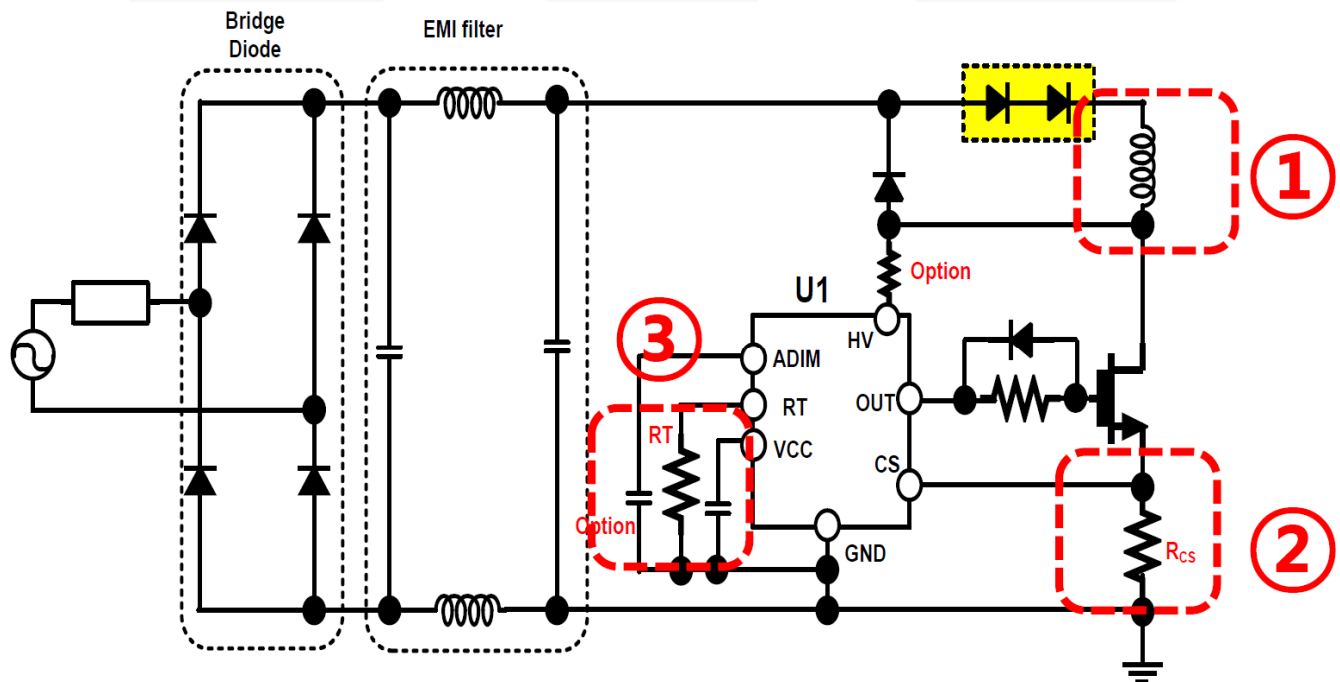 Bridge
Diode
EMI filter
①
Option
U1
③
HV
ADIM
RT
OUT
RT
VCC
CS
Option
GND
RCS
②